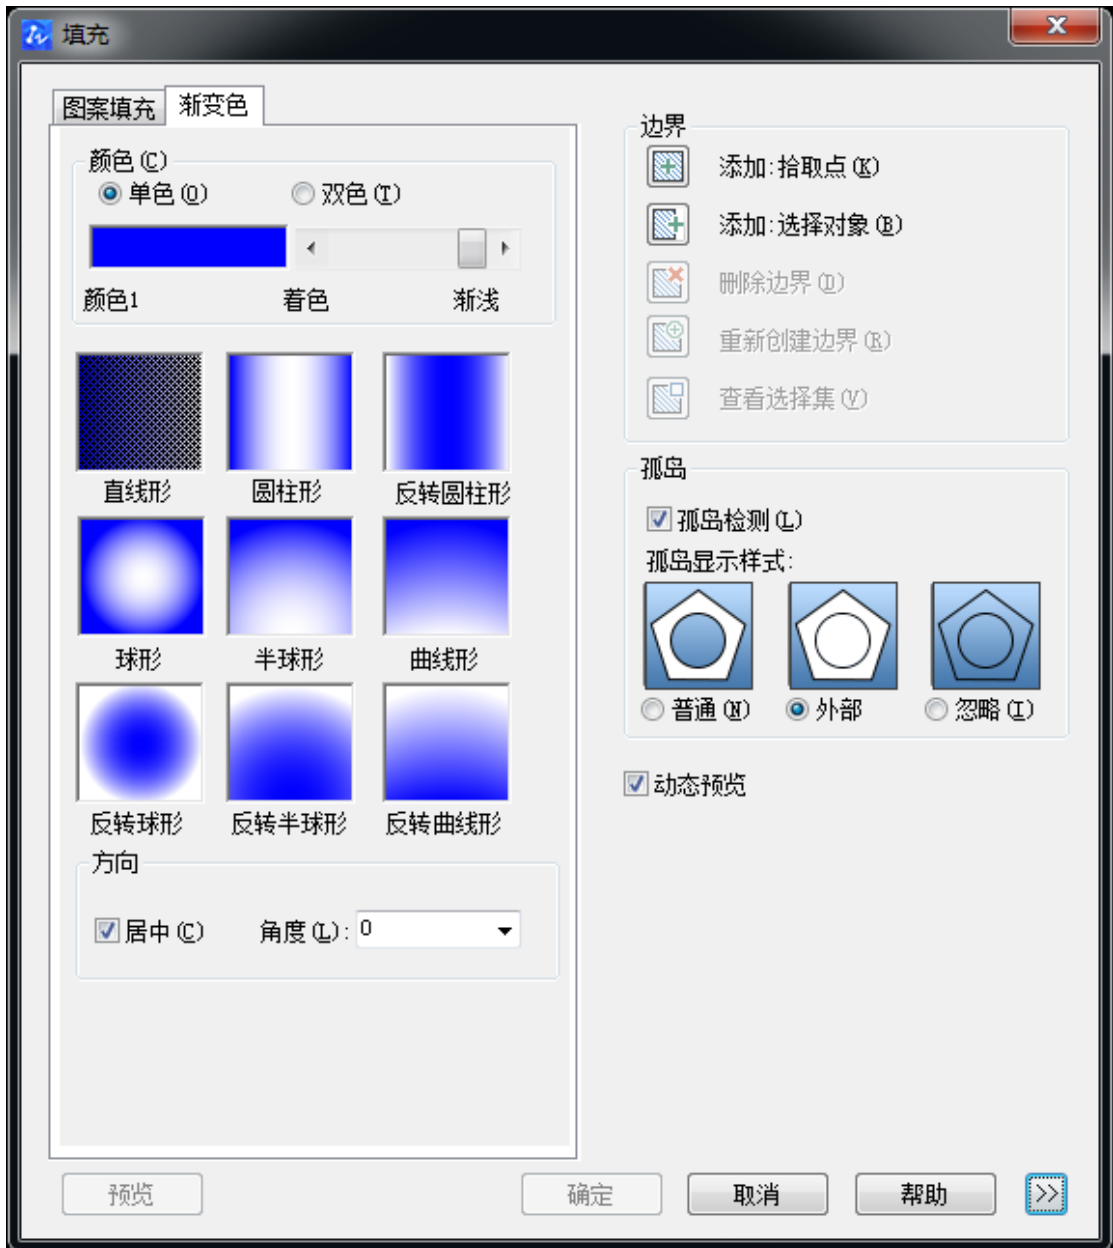 填充
图案填充 渐变色
颜色(C)
单色(O) 双色(T)
颜色1 着色 渐浅
直线形 圆柱形 反转圆柱形
球形 半球形 曲线形
反转球形 反转半球形 反转曲线形
方向
居中(C) 角度(L): 0
边界
添加:拾取点(K)
添加:选择对象(B)
删除边界(D)
重新创建边界(R)
查看选择集(V)
孤岛
孤岛检测(L)
孤岛显示样式:
普通(N) 外部 忽略(I)
动态预览
预览 确定 取消 帮助 >>